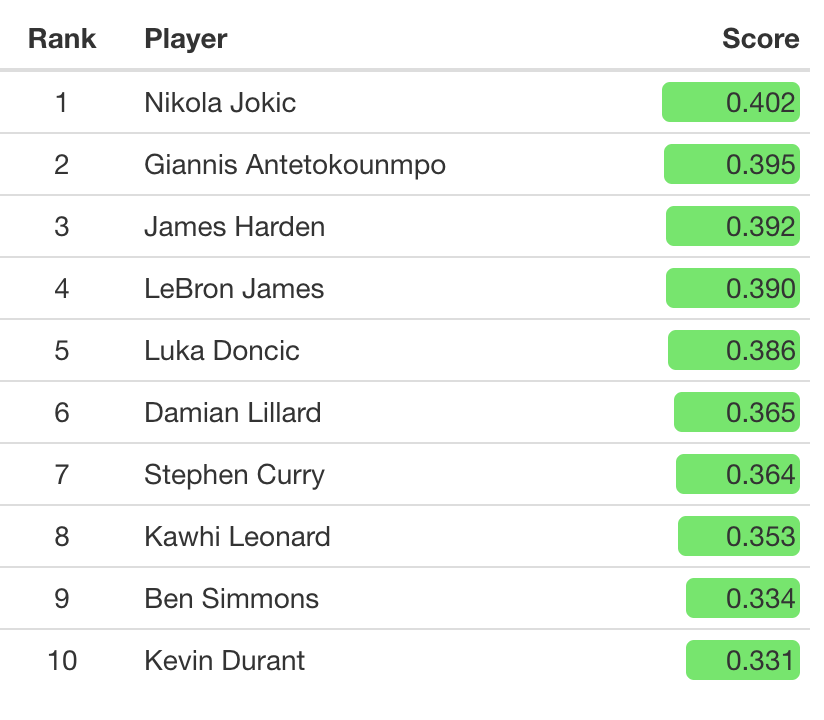 Rank Player Score
1 Nikola Jokic 0.402
2 Giannis Antetokounmpo 0.395
3 James Harden 0.392
4 LeBron James 0.390
5 Luka Doncic 0.386
6 Damian Lillard 0.365
7 Stephen Curry 0.364
8 Kawhi Leonard 0.353
9 Ben Simmons 0.334
10 Kevin Durant 0.331